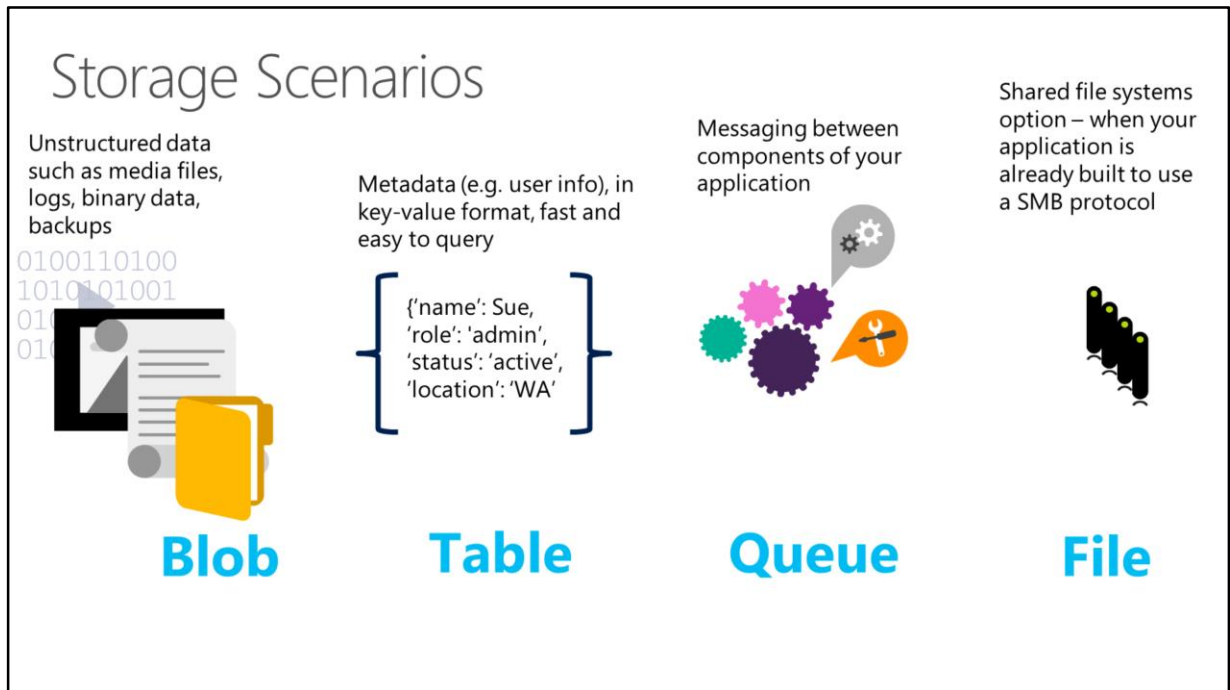 Storage Scenarios
Unstructured data
such as media files,
logs, binary data,
backups
0100110100
1010101001
Metadata (e.g. user info), in
key-value format, fast and
easy to query
{‘name’: Sue,
‘role’: 'admin’,
‘status’: ‘active’,
‘location’: ‘WA’
Messaging between
components of your
application
Shared file systems
option – when your
application is
already built to use
a SMB protocol
Blob
Table
Queue
File